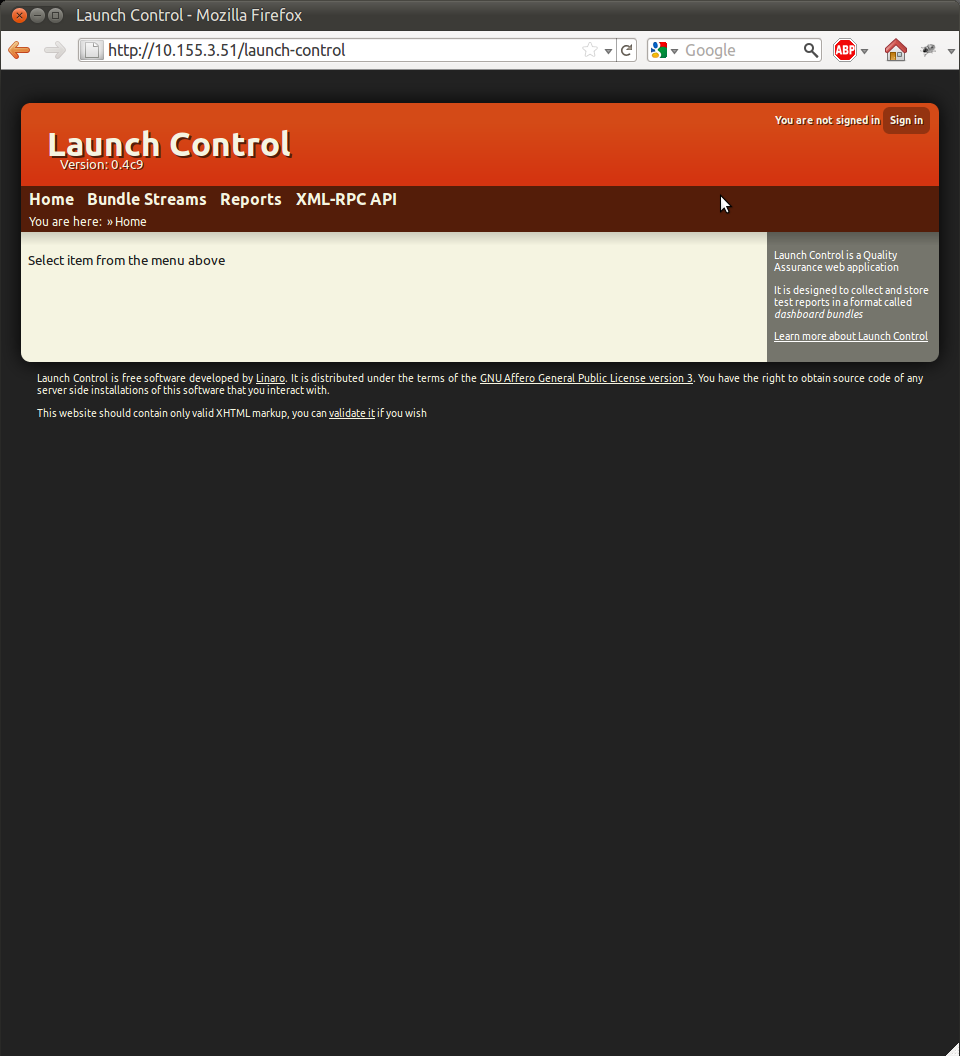 Launch Control - Mozilla Firefox
http://10.155.3.51/launch-control
Google
ABP
You are not signed in Sign in
Launch Control
Version: 0.4c9
Home Bundle Streams Reports XML-RPC API
You are here: » Home
Select item from the menu above
Launch Control is a Quality
Assurance web application
It is designed to collect and store
test reports in a format called
dashboard bundles
Learn more about Launch Control
Launch Control is free software developed by Linaro. It is distributed under the terms of the GNU Affero General Public License version 3. You have the right to obtain source code of any
server side installations of this software that you interact with.
This website should contain only valid XHTML markup, you can validate it if you wish